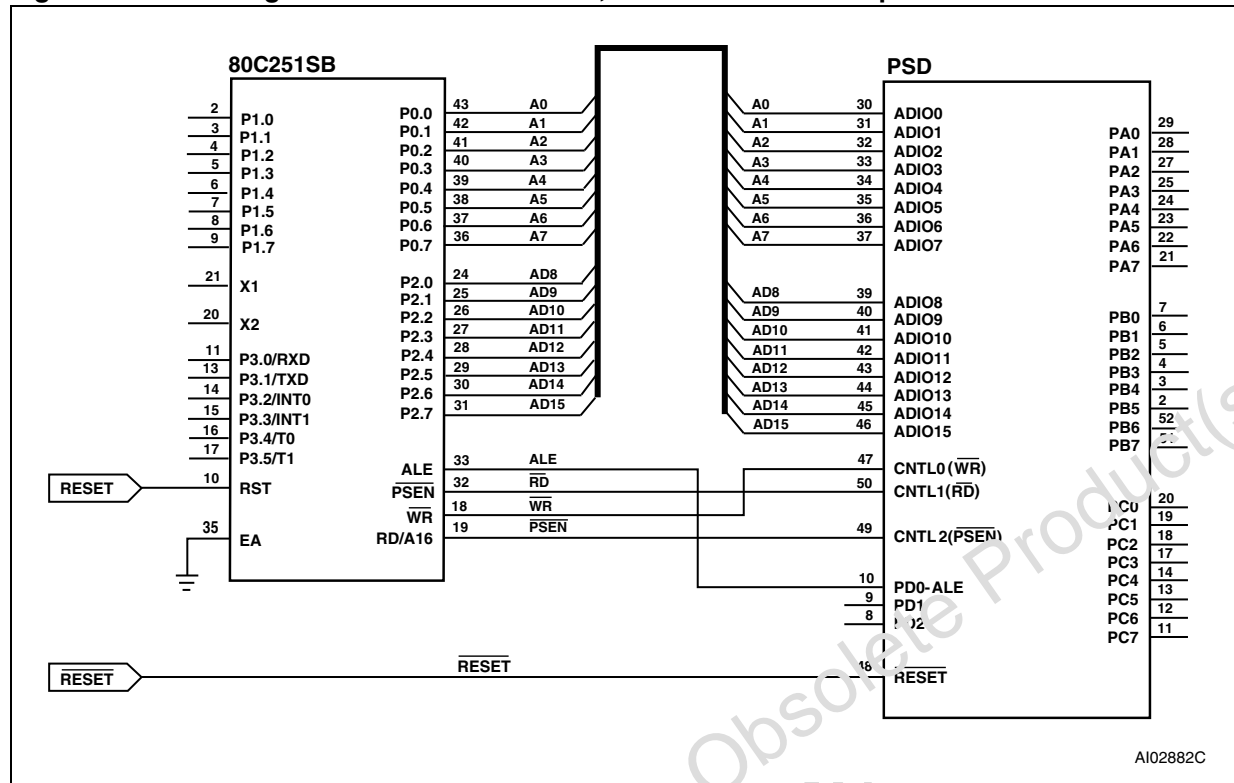 80C251SB
PSD
2 P1.0
3 P1.1
4 P1.2
5 P1.3
6 P1.4
7 P1.5
8 P1.6
9 P1.7
21 X1
20 X2
11 P3.0/RXD
13 P3.1/TXD
14 P3.2/INT0
15 P3.3/INT1
16 P3.4/T0
17 P3.5/T1
RESET 10 RST
35 EA
P0.0 43 A0
P0.1 42 A1
P0.2 41 A2
P0.3 40 A3
P0.4 39 A4
P0.5 38 A5
P0.6 37 A6
P0.7 36 A7
P2.0 24 AD8
P2.1 25 AD9
P2.2 26 AD10
P2.3 27 AD11
P2.4 28 AD12
P2.5 29 AD13
P2.6 30 AD14
P2.7 31 AD15
ALE 33 ALE
PSEN 32 RD
WR 18 WR
RD/A16 19 PSEN
A0 30 ADIO0
A1 31 ADIO1
A2 32 ADIO2
A3 33 ADIO3
A4 34 ADIO4
A5 35 ADIO5
A6 36 ADIO6
A7 37 ADIO7
AD8 39 ADIO8
AD9 40 ADIO9
AD10 41 ADIO10
AD11 42 ADIO11
AD12 43 ADIO12
AD13 44 ADIO13
AD14 45 ADIO14
AD15 46 ADIO15
47 CNTL0(WR)
50 CNTL1(RD)
49 CNTL2(PSEN)
10 PD0-ALE
9 PD1
8
RESET RESET 48 RESET
PA0 29
PA1 28
PA2 27
PA3 25
PA4 24
PA5 23
PA6 22
PA7 21
PB0 7
PB1 6
PB2 5
PB3 4
PB4 3
PB5 2
PB6 52
PB7
PC0 20
PC1 19
PC2 18
PC3 17
PC4 14
PC5 13
PC6 12
PC7 11
Obsolete Product(s
AI02882C